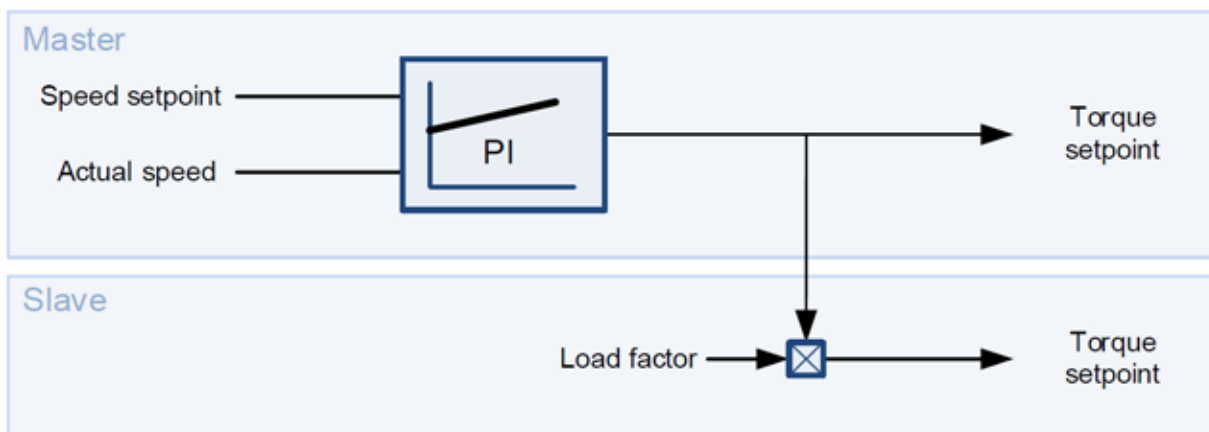 Master
Speed setpoint
Actual speed
PI
Torque
setpoint
Slave
Load factor
Torque
setpoint